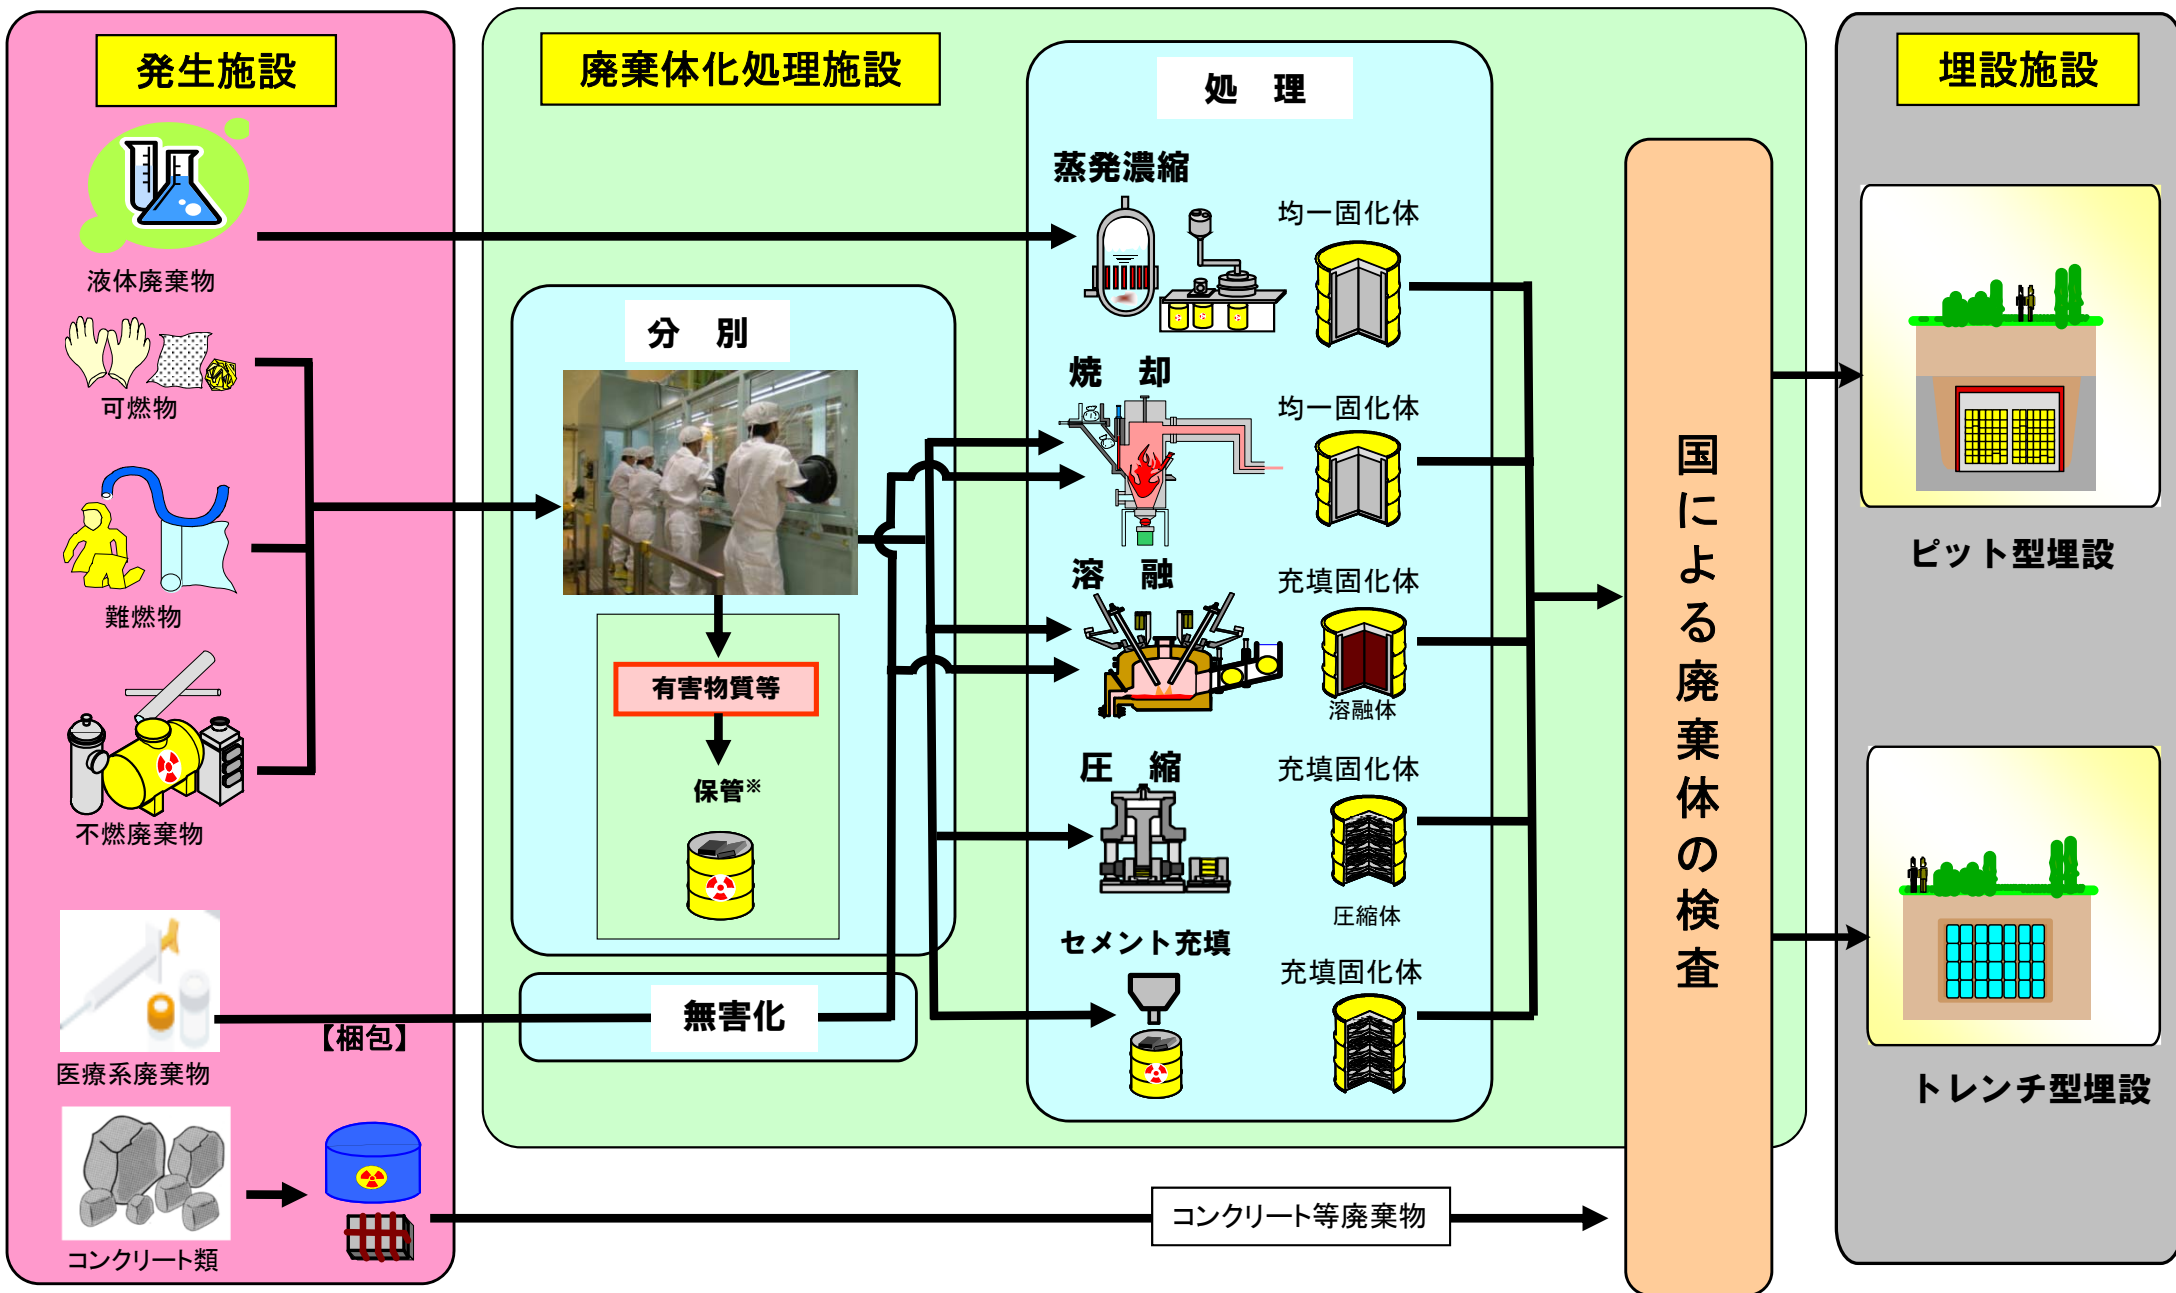 発生施設
液体廃棄物
可燃物
難燃物
不燃廃棄物
医療系廃棄物
【梱包】
コンクリート類
廃棄体化処理施設
分 別
有害物質等
保管※
無害化
処 理
蒸発濃縮
均一固化体
焼 却
均一固化体
溶 融
充填固化体
溶融体
圧 縮
充填固化体
圧縮体
セメント充填
充填固化体
コンクリート等廃棄物
国による廃棄体の検査
埋設施設
ピット型埋設
トレンチ型埋設